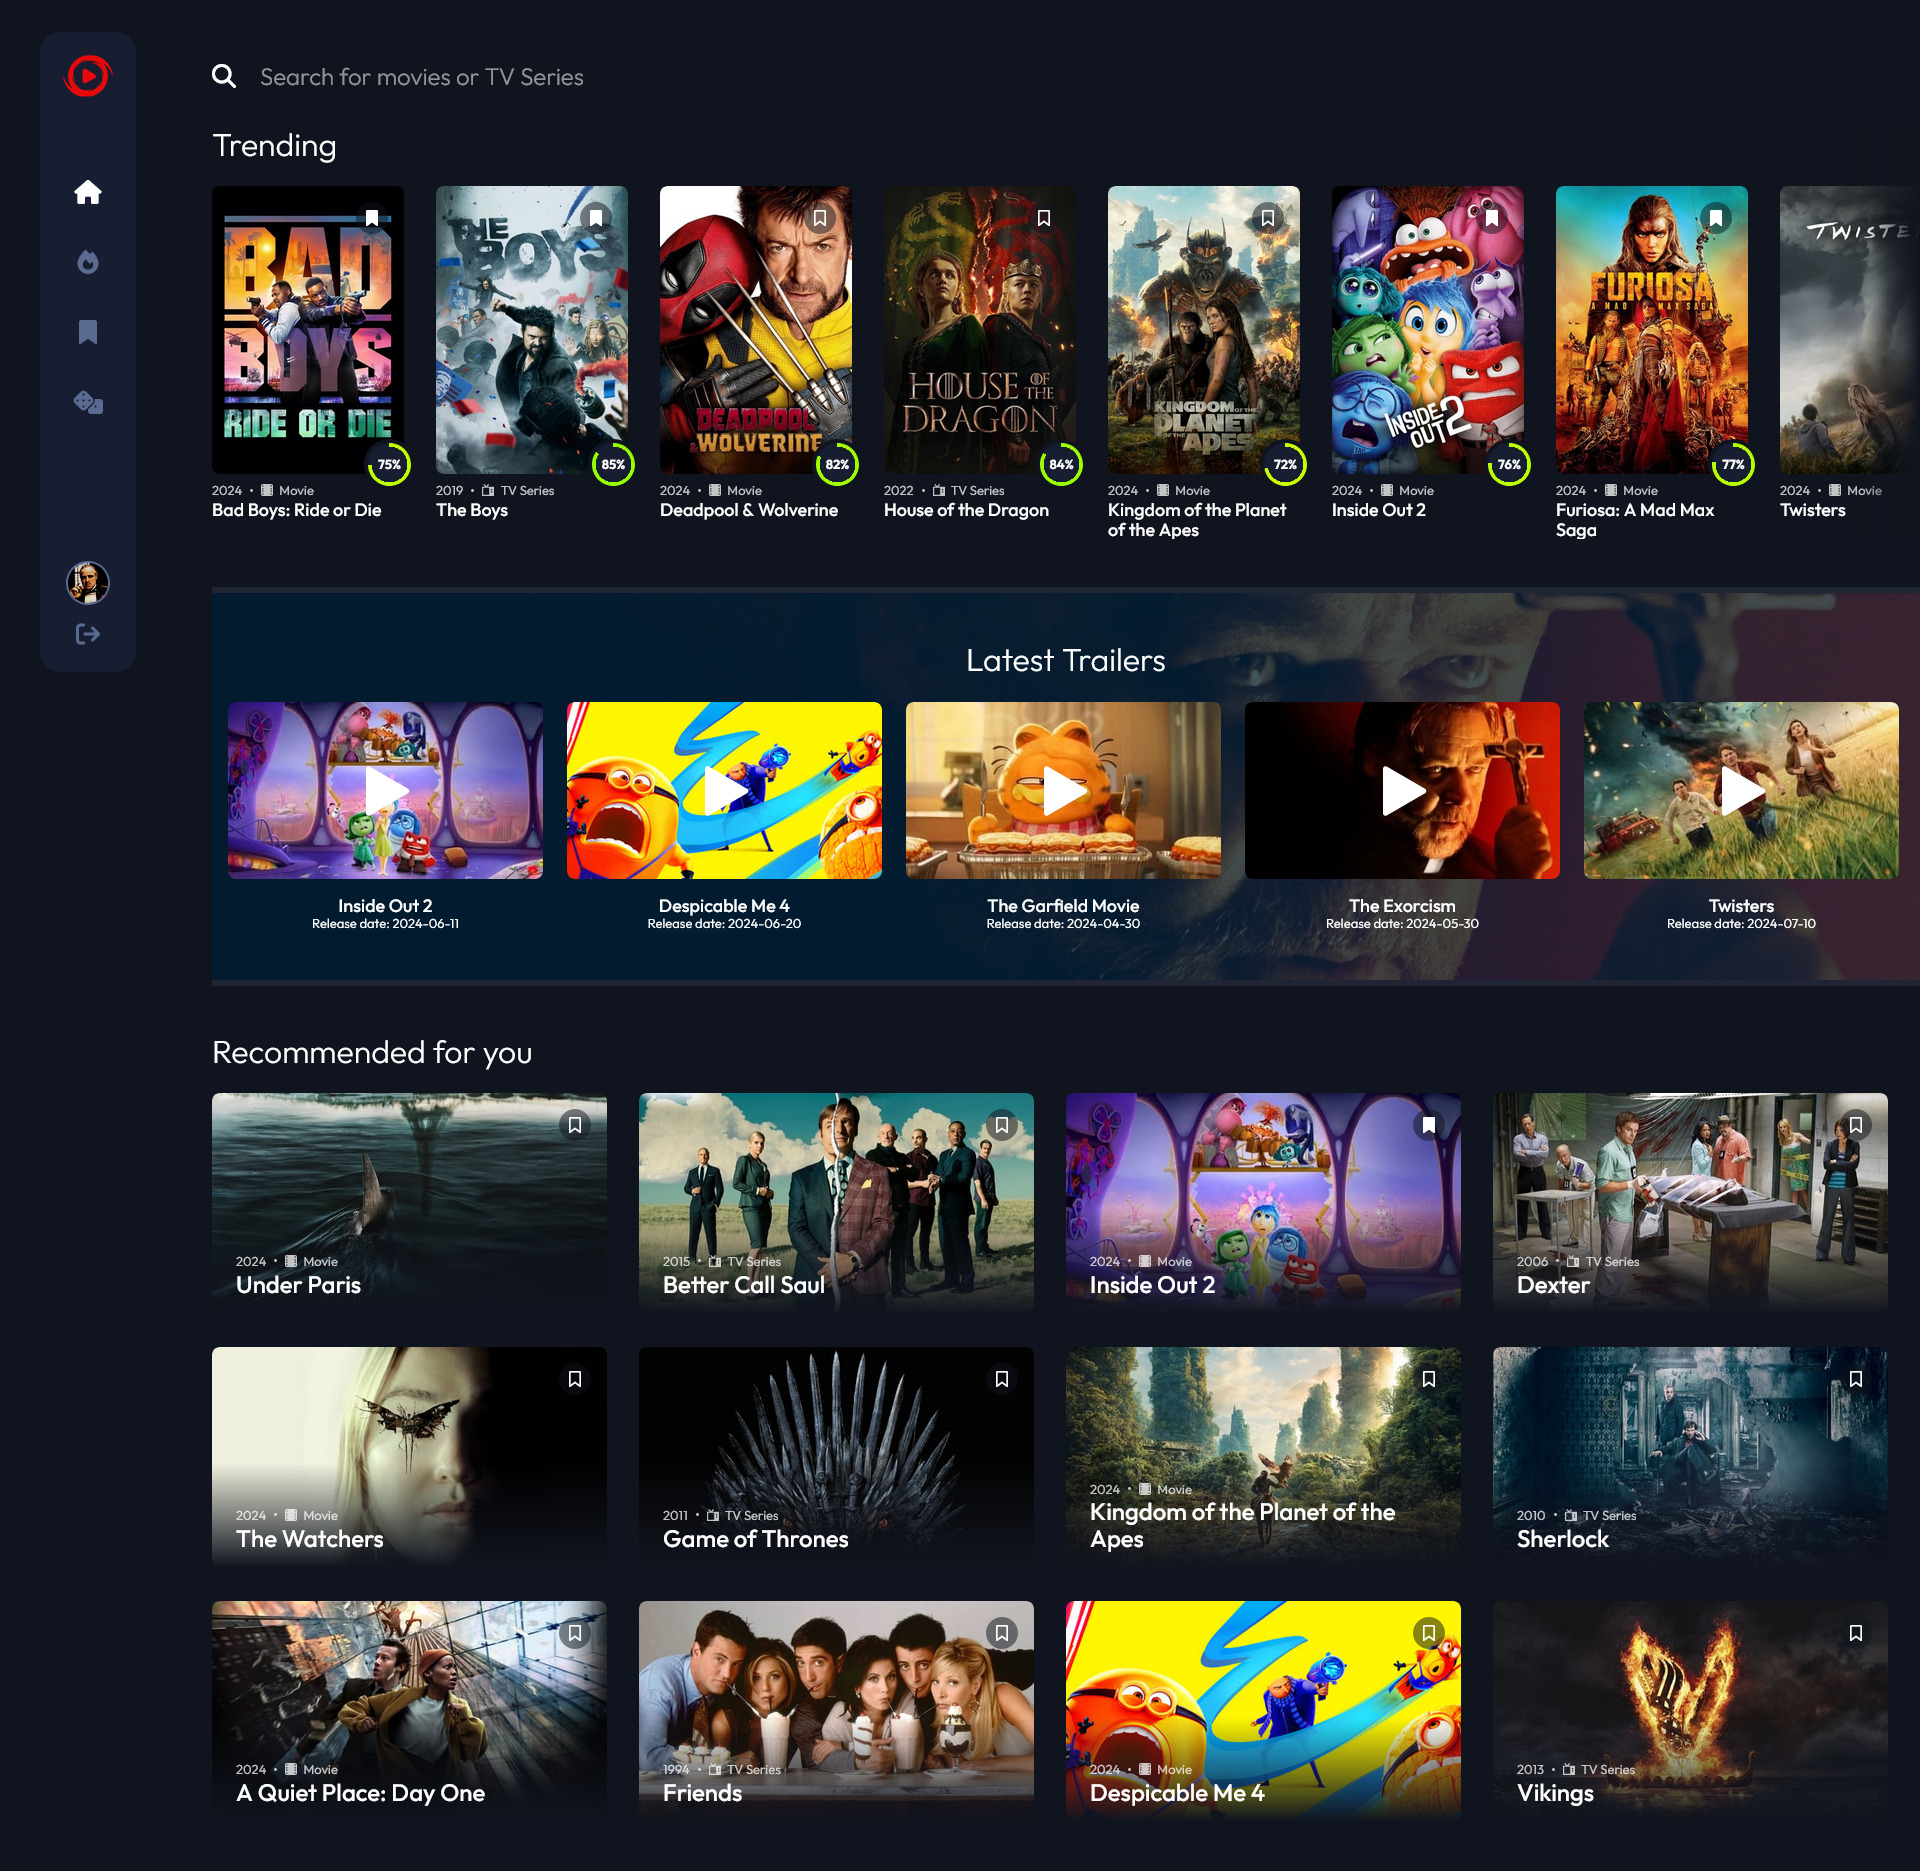 Search for movies or TV Series
Trending
BAD
BOYS
RIDE OR DIE
75%
2024 • Movie
Bad Boys: Ride or Die
THE
BOYS
85%
2019 • TV Series
The Boys
DEADPOOL
& WOLVERINE
82%
2024 • Movie
Deadpool & Wolverine
HOUSE OF THE
DRAGON
84%
2022 • TV Series
House of the Dragon
KINGDOM OF THE
PLANET
OF THE APES
72%
2024 • Movie
Kingdom of the Planet
of the Apes
INSIDE
OUT 2
76%
2024 • Movie
Inside Out 2
FURIOSA
A MAD MAX SAGA
77%
2024 • Movie
Furiosa: A Mad Max
Saga
TWISTE
2024 • Movie
Twisters
Latest Trailers
Inside Out 2
Release date: 2024-06-11
Despicable Me 4
Release date: 2024-06-20
The Garfield Movie
Release date: 2024-04-30
The Exorcism
Release date: 2024-05-30
Twisters
Release date: 2024-07-10
Recommended for you
2024 • Movie
Under Paris
2015 • TV Series
Better Call Saul
2024 • Movie
Inside Out 2
2006 • TV Series
Dexter
2024 • Movie
The Watchers
2011 • TV Series
Game of Thrones
2024 • Movie
Kingdom of the Planet of the
Apes
2010 • TV Series
Sherlock
2024 • Movie
A Quiet Place: Day One
1994 • TV Series
Friends
2024 • Movie
Despicable Me 4
2013 • TV Series
Vikings